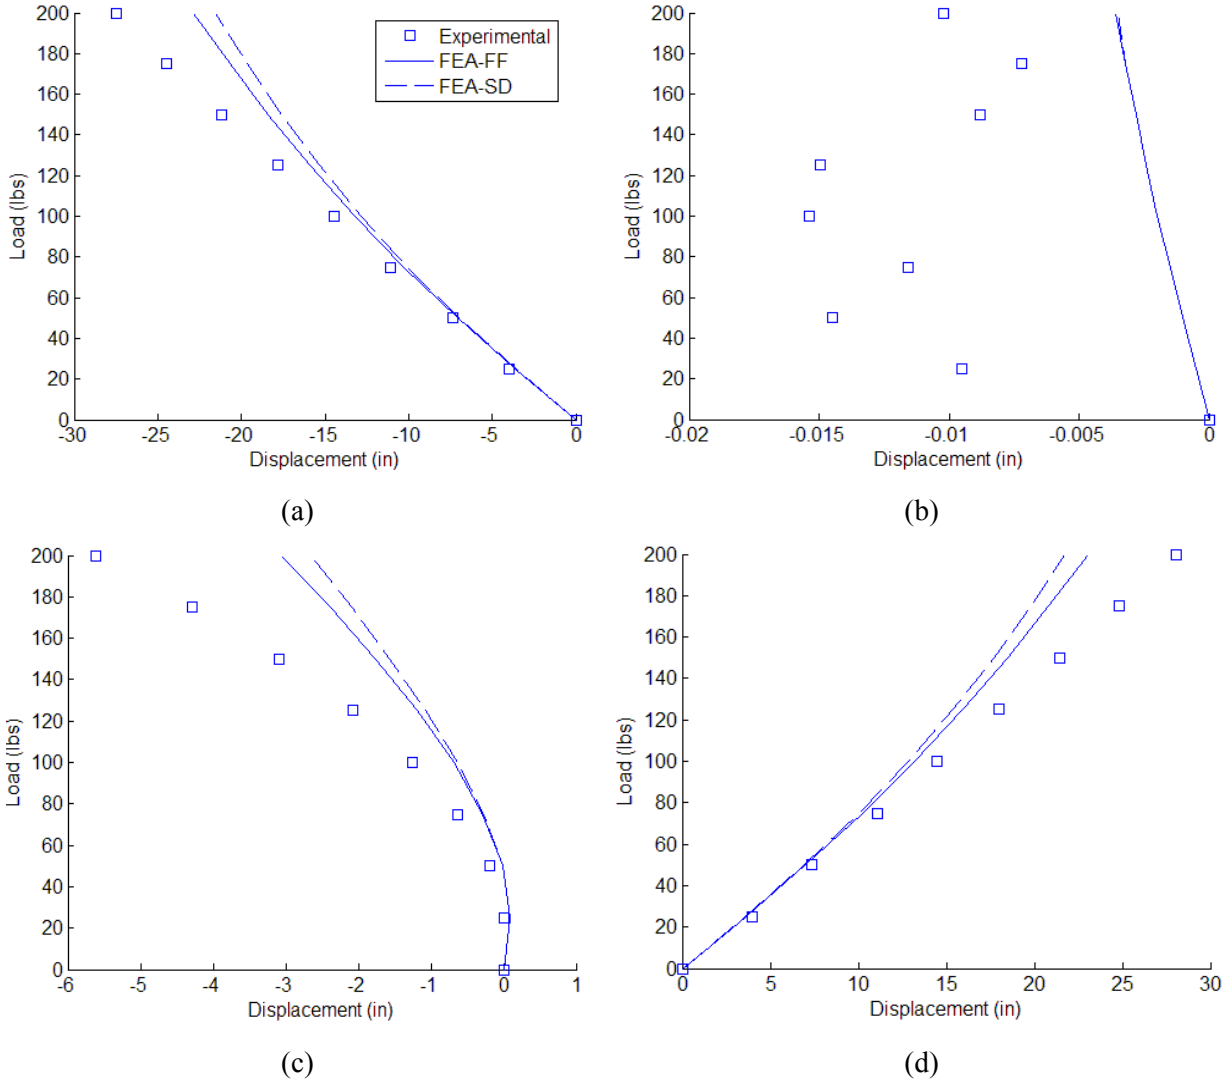 200
180
160
140
120
100
80
60
40
20
0
Load (lbs)
-30 -25 -20 -15 -10 -5 0
Displacement (in)
Experimental
FEA-FF
FEA-SD
(a)
200
180
160
140
120
100
80
60
40
20
0
Load (lbs)
-0.02 -0.015 -0.01 -0.005 0
Displacement (in)
(b)
200
180
160
140
120
100
80
60
40
20
0
Load (lbs)
-6 -5 -4 -3 -2 -1 0 1
Displacement (in)
(c)
200
180
160
140
120
100
80
60
40
20
0
Load (lbs)
0 5 10 15 20 25 30
Displacement (in)
(d)